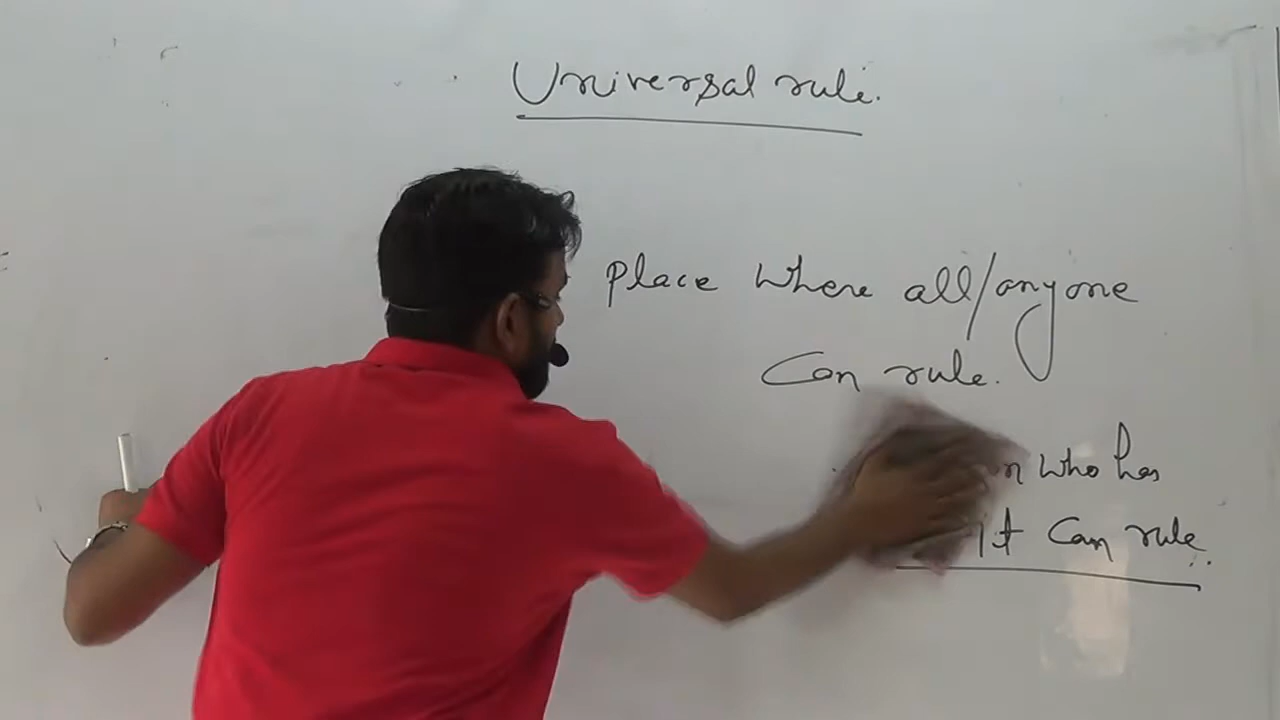 Universal rule.
Place where all/anyone
Can rule.
who has
it can rule.